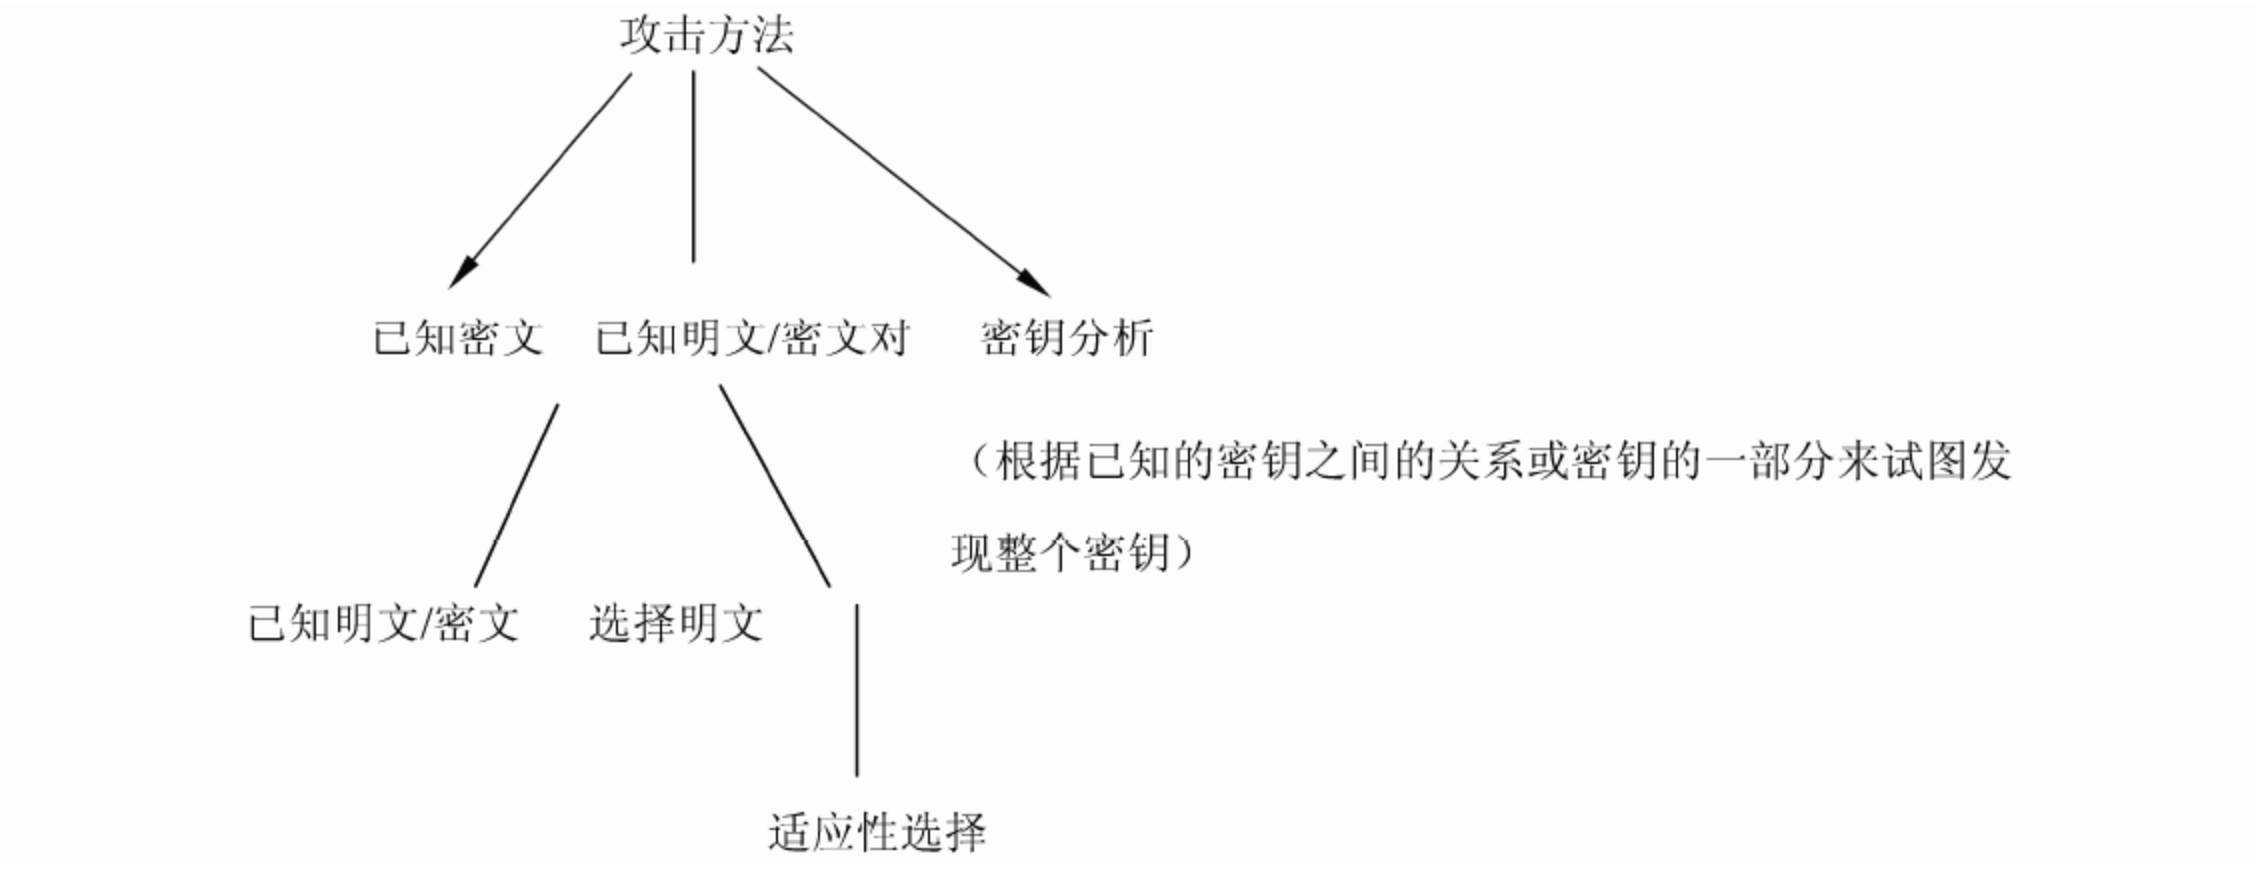 攻击方法
已知密文 已知明文/密文对 密钥分析
（根据已知的密钥之间的关系或密钥的一部分来试图发
现整个密钥）
已知明文/密文 选择明文
适应性选择